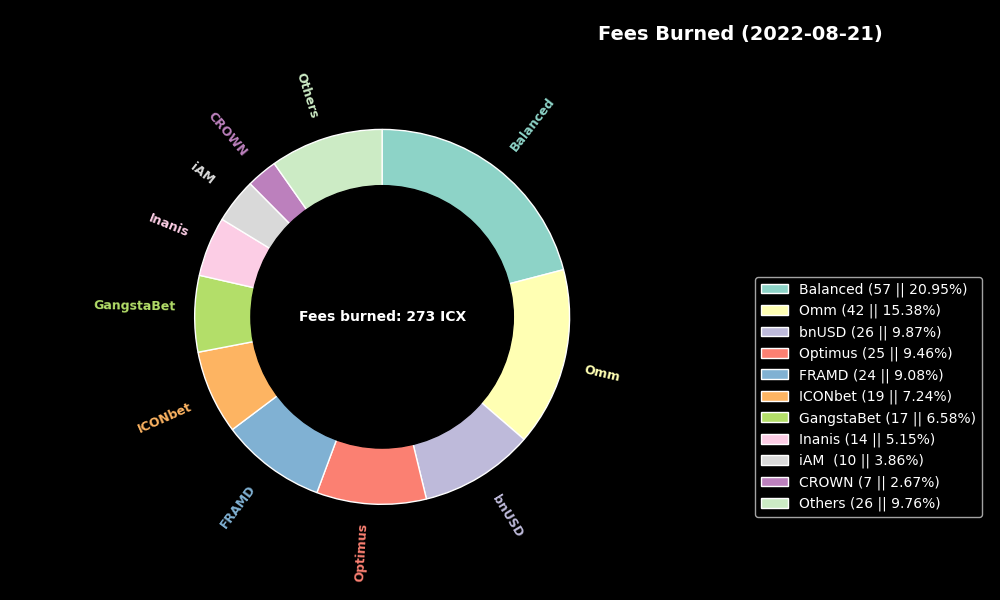 Fees Burned (2022-08-21)
Others
Balanced
CROWN
iAM
Inanis
GangstaBet
Fees burned: 273 ICX
Omm
ICONbet
FRAMD
bnUSD
Optimus
Balanced (57 || 20.95%)
Omm (42 || 15.38%)
bnUSD (26 || 9.87%)
Optimus (25 || 9.46%)
FRAMD (24 || 9.08%)
ICONbet (19 || 7.24%)
GangstaBet (17 || 6.58%)
Inanis (14 || 5.15%)
iAM  (10 || 3.86%)
CROWN (7 || 2.67%)
Others (26 || 9.76%)